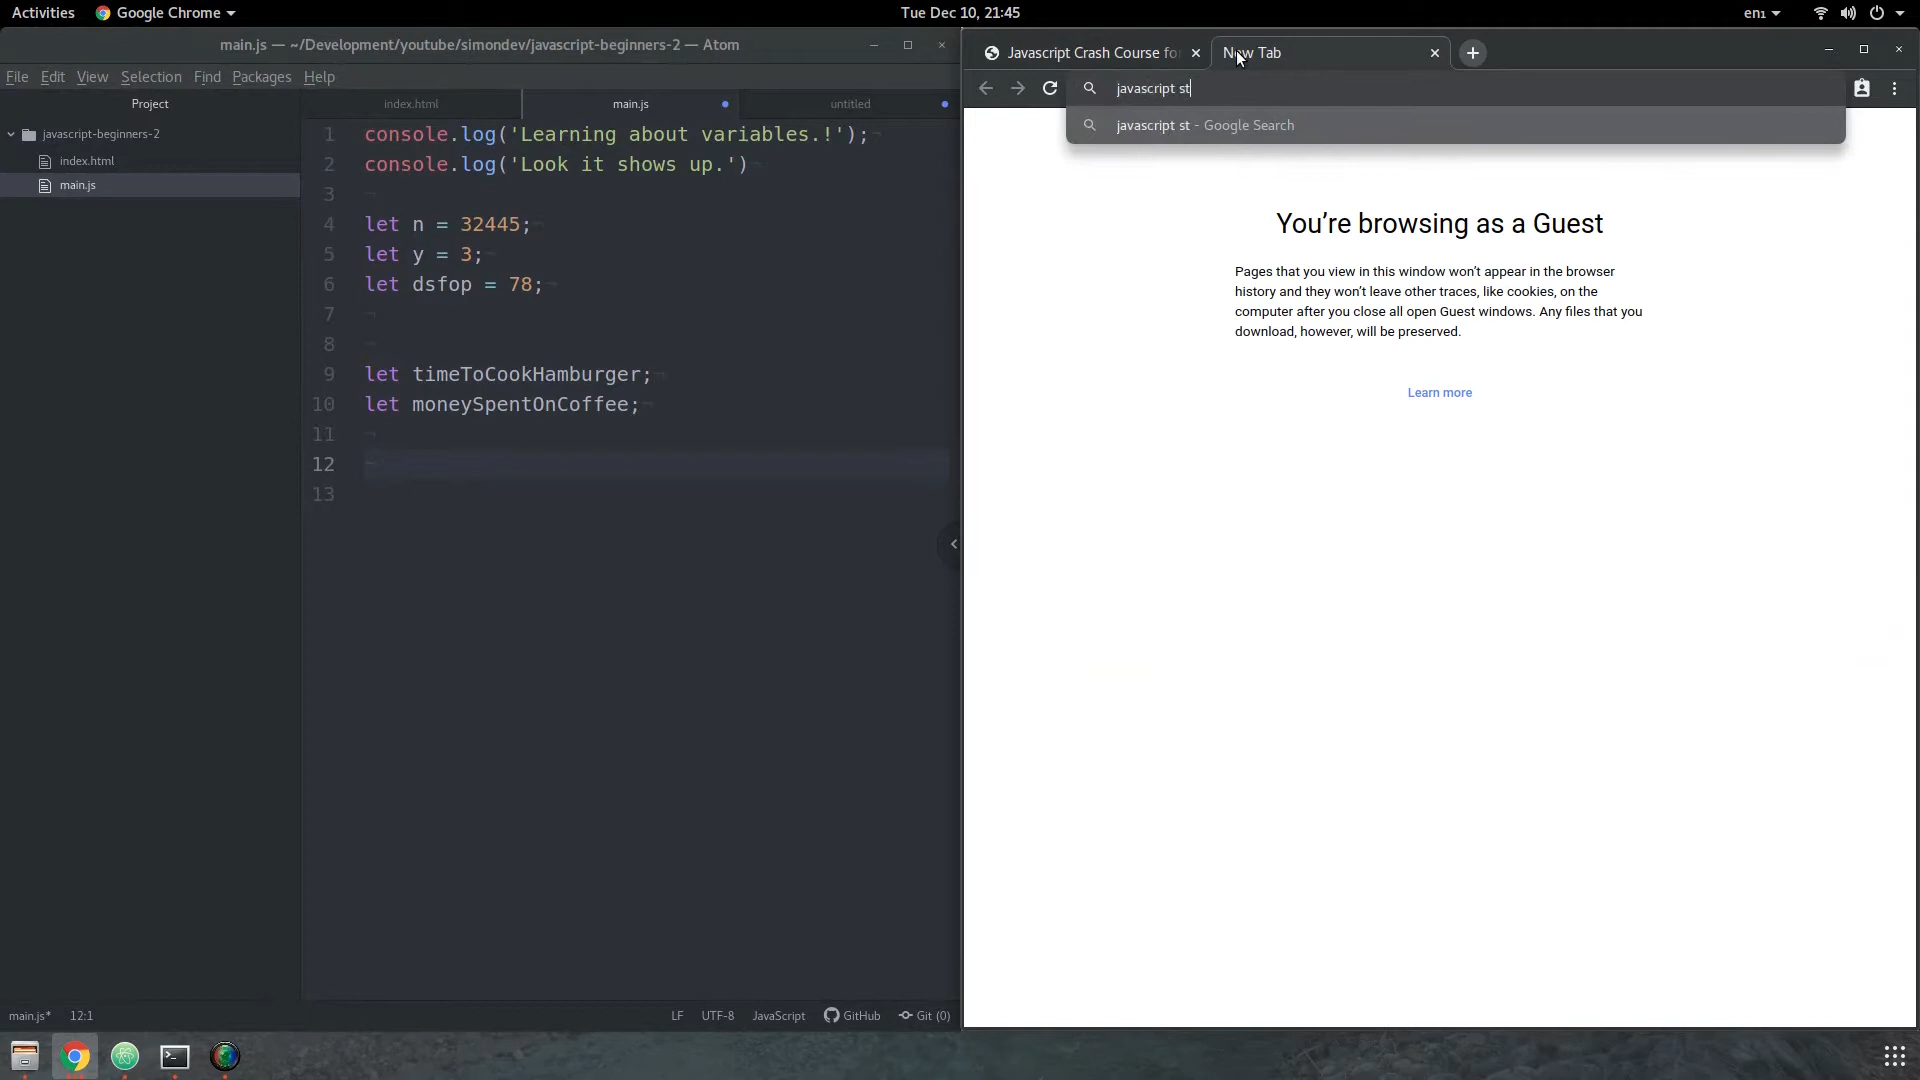 Activities Google Chrome Tue Dec 10, 21:45 en1
main.js — ~/Development/youtube/simondev/javascript-beginners-2 — Atom
File Edit View Selection Find Packages Help
Project
javascript-beginners-2
index.html
main.js
index.html main.js untitled
1 console.log('Learning about variables.!');¬
2 console.log('Look it shows up.')¬
3 ¬
4 let n = 32445;¬
5 let y = 3;¬
6 let dsfop = 78;¬
7 ¬
8 ¬
9 let timeToCookHamburger;¬
10 let moneySpentOnCoffee;¬
11 ¬
12 ¬
13
main.js* 12:1 LF UTF-8 JavaScript GitHub Git (0)
Javascript Crash Course for New Tab
javascript st
javascript st - Google Search
You're browsing as a Guest
Pages that you view in this window won't appear in the browser
history and they won't leave other traces, like cookies, on the
computer after you close all open Guest windows. Any files that you
download, however, will be preserved.
Learn more